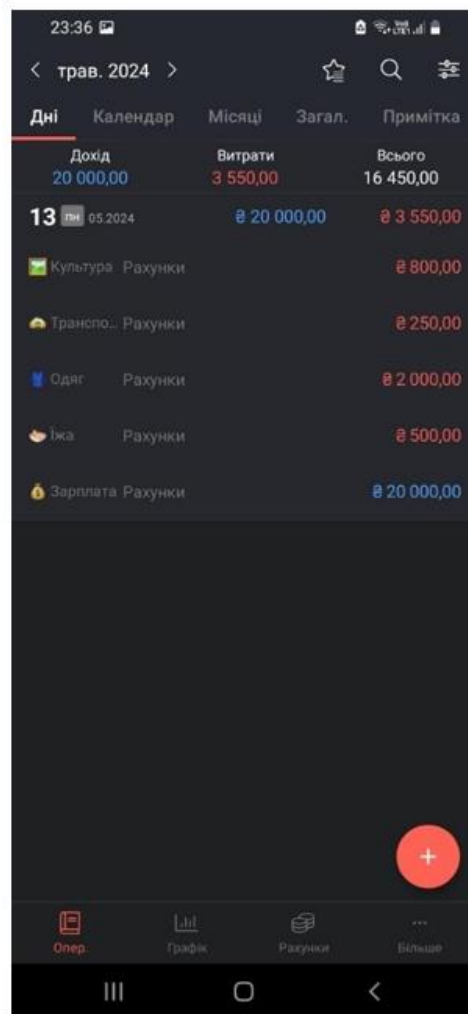 23:36
< трав. 2024 >
Дні Календар Місяці Загал. Примітка
Дохід Витрати Всього
20 000,00 3 550,00 16 450,00
13 пн 05.2024 ₴ 20 000,00 ₴ 3 550,00
Культура Рахунки ₴ 800,00
Транспо... Рахунки ₴ 250,00
Одяг Рахунки ₴ 2 000,00
Їжа Рахунки ₴ 500,00
Зарплата Рахунки ₴ 20 000,00
+
Опер. Графік Рахунки Більше